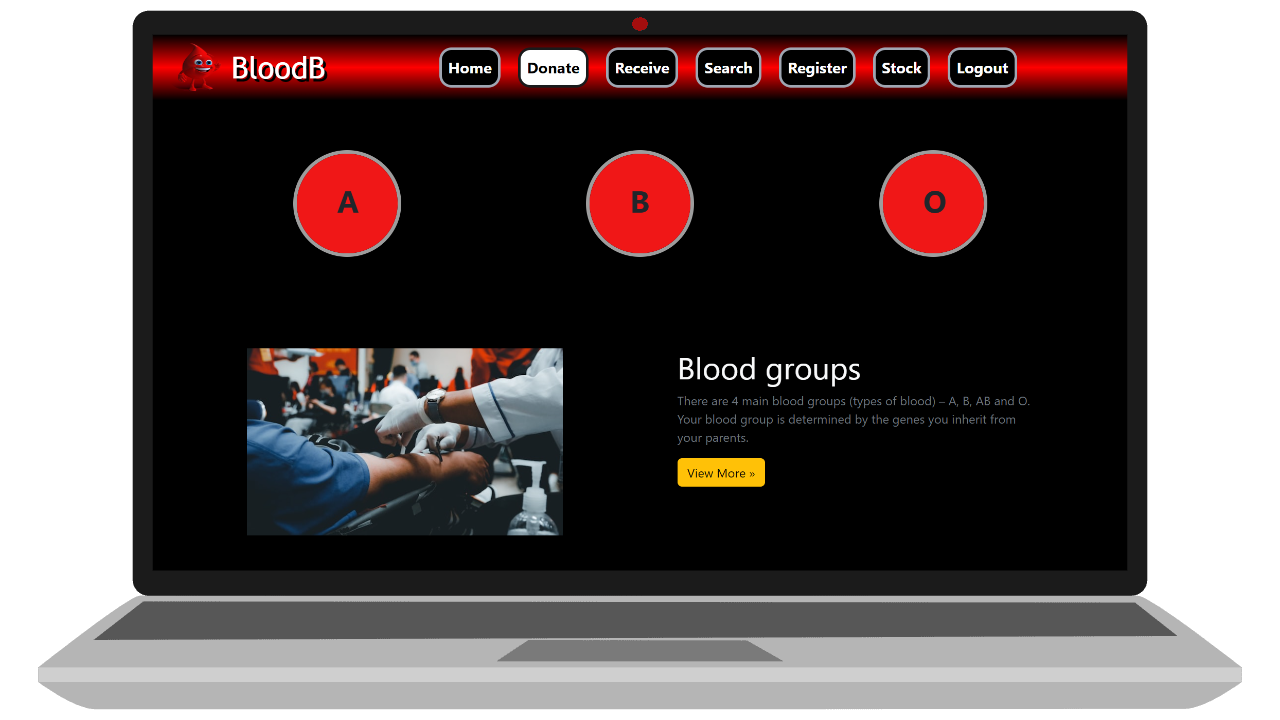 BloodB
Home
Donate
Receive
Search
Register
Stock
Logout
A
B
O
Blood groups
There are 4 main blood groups (types of blood) – A, B, AB and O.
Your blood group is determined by the genes you inherit from
your parents.
View More »